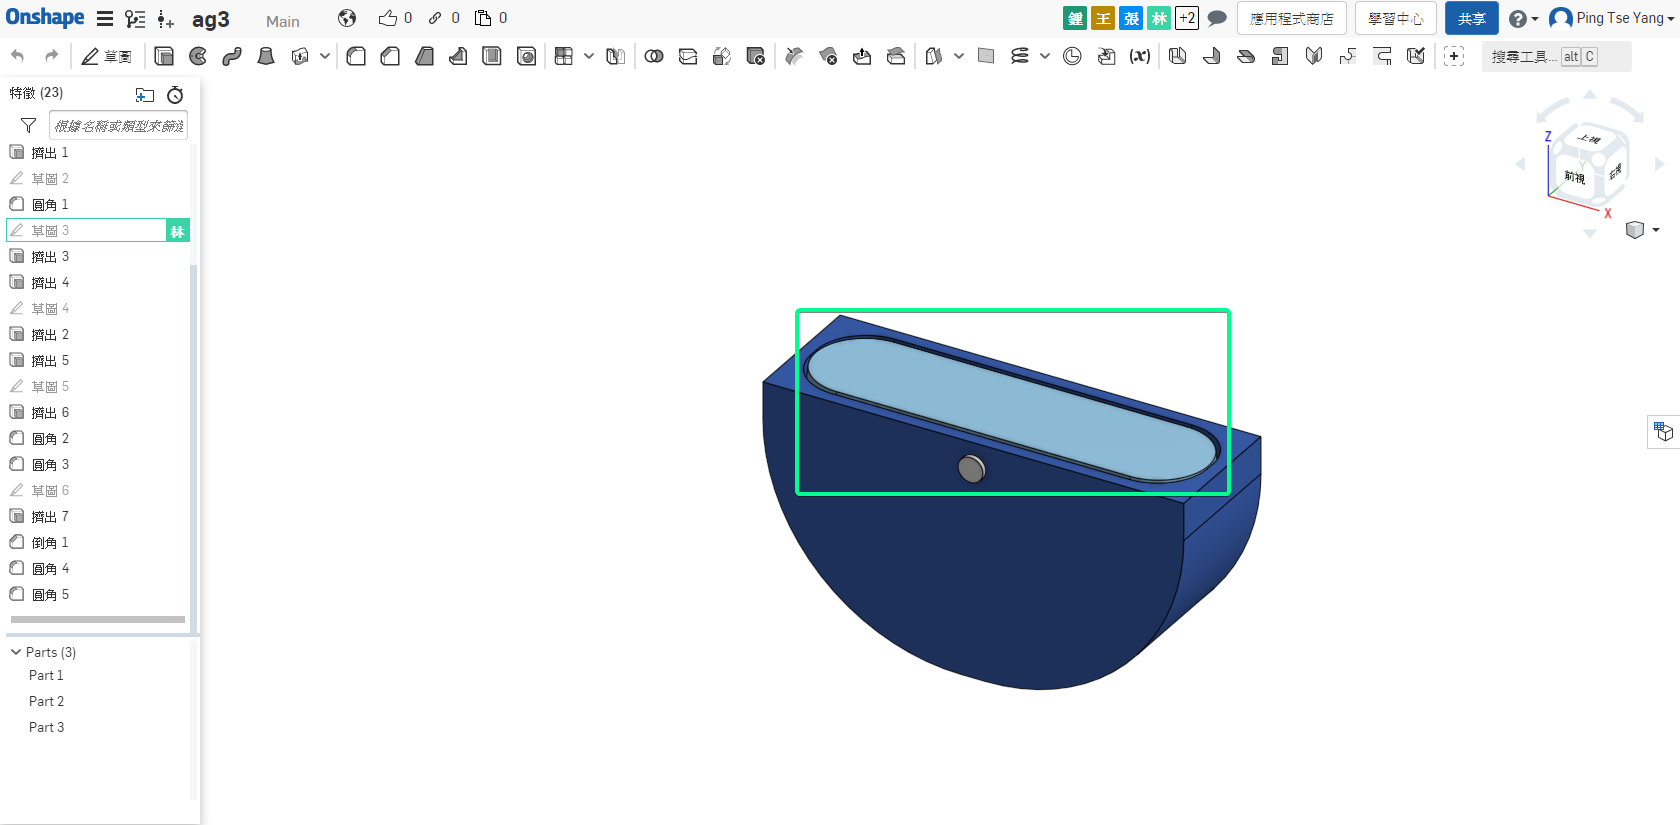 Onshape
ag3
Main
0
0
0
鍾 王 張 林 +2
應用程式商店
學習中心
共享
Ping Tse Yang
草圖
(x)
搜尋工具... alt C
特徵 (23)
根據名稱或類型來篩選
擠出 1
草圖 2
圓角 1
草圖 3 林
擠出 3
擠出 4
草圖 4
擠出 2
擠出 5
草圖 5
擠出 6
圓角 2
圓角 3
草圖 6
擠出 7
倒角 1
圓角 4
圓角 5
Parts (3)
Part 1
Part 2
Part 3
Z
上視
Y
前視
右視
X